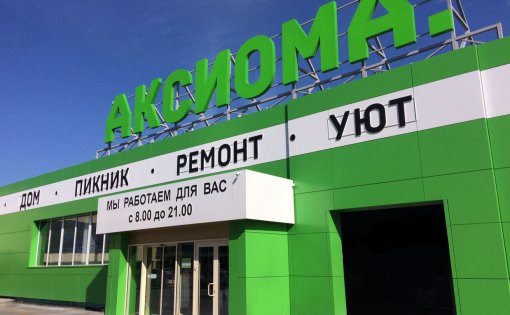 АКСИОМА.
ДОМ · ПИКНИК · РЕМОНТ · УЮТ
МЫ РАБОТАЕМ ДЛЯ ВАС
с 8.00 до 21.00